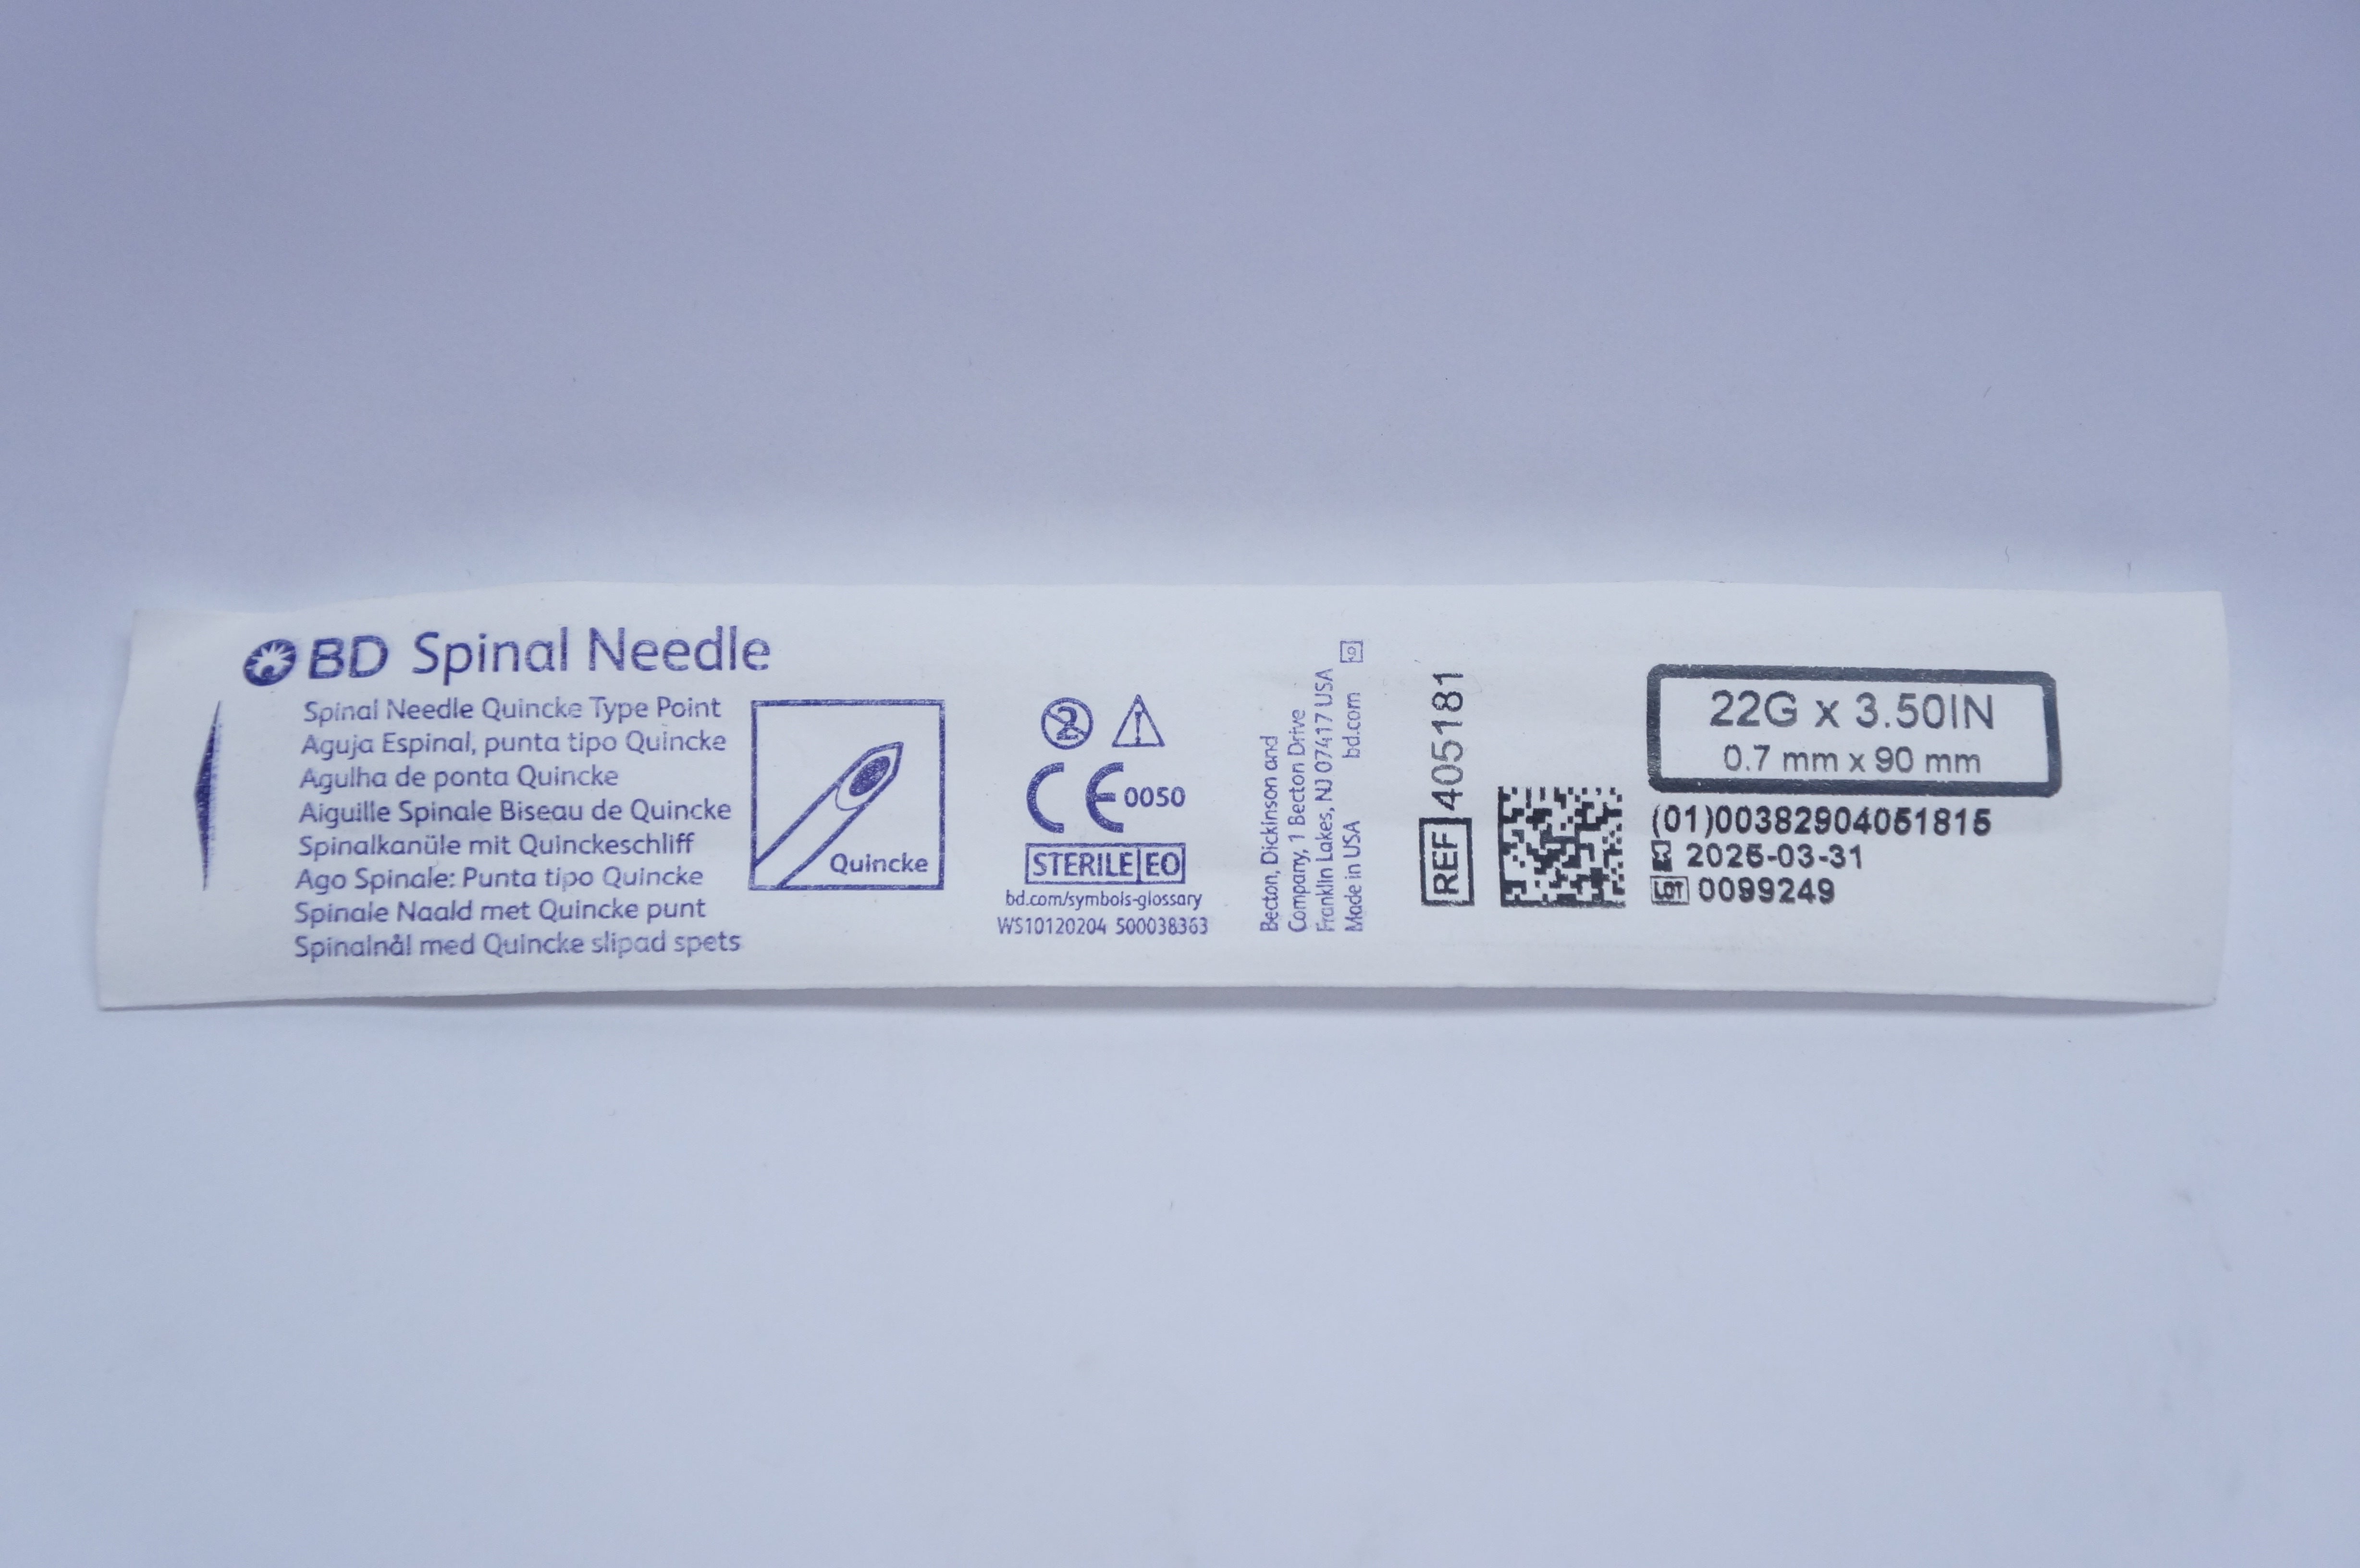 BD Spinal Needle
Spinal Needle Quincke Type Point
Aguja Espinal, punta tipo Quincke
Agulha de ponta Quincke
Aiguille Spinale Biseau de Quincke
Spinalkanüle mit Quinckeschliff
Ago Spinale: Punta tipo Quincke
Spinale Naald met Quincke punt
Spinalnål med Quincke slipad spets
Quincke
2
CE 0050
STERILE EO
bd.com/symbols-glossary
WS10120204 500038363
Becton, Dickinson and
Company, 1 Becton Drive
Franklin Lakes, NJ 07417 USA
Made in USA bd.com
REF 4051​81
22G x 3.50IN
0.7 mm x 90 mm
(01)00382904051815
2025-03-31
LOT 0099249